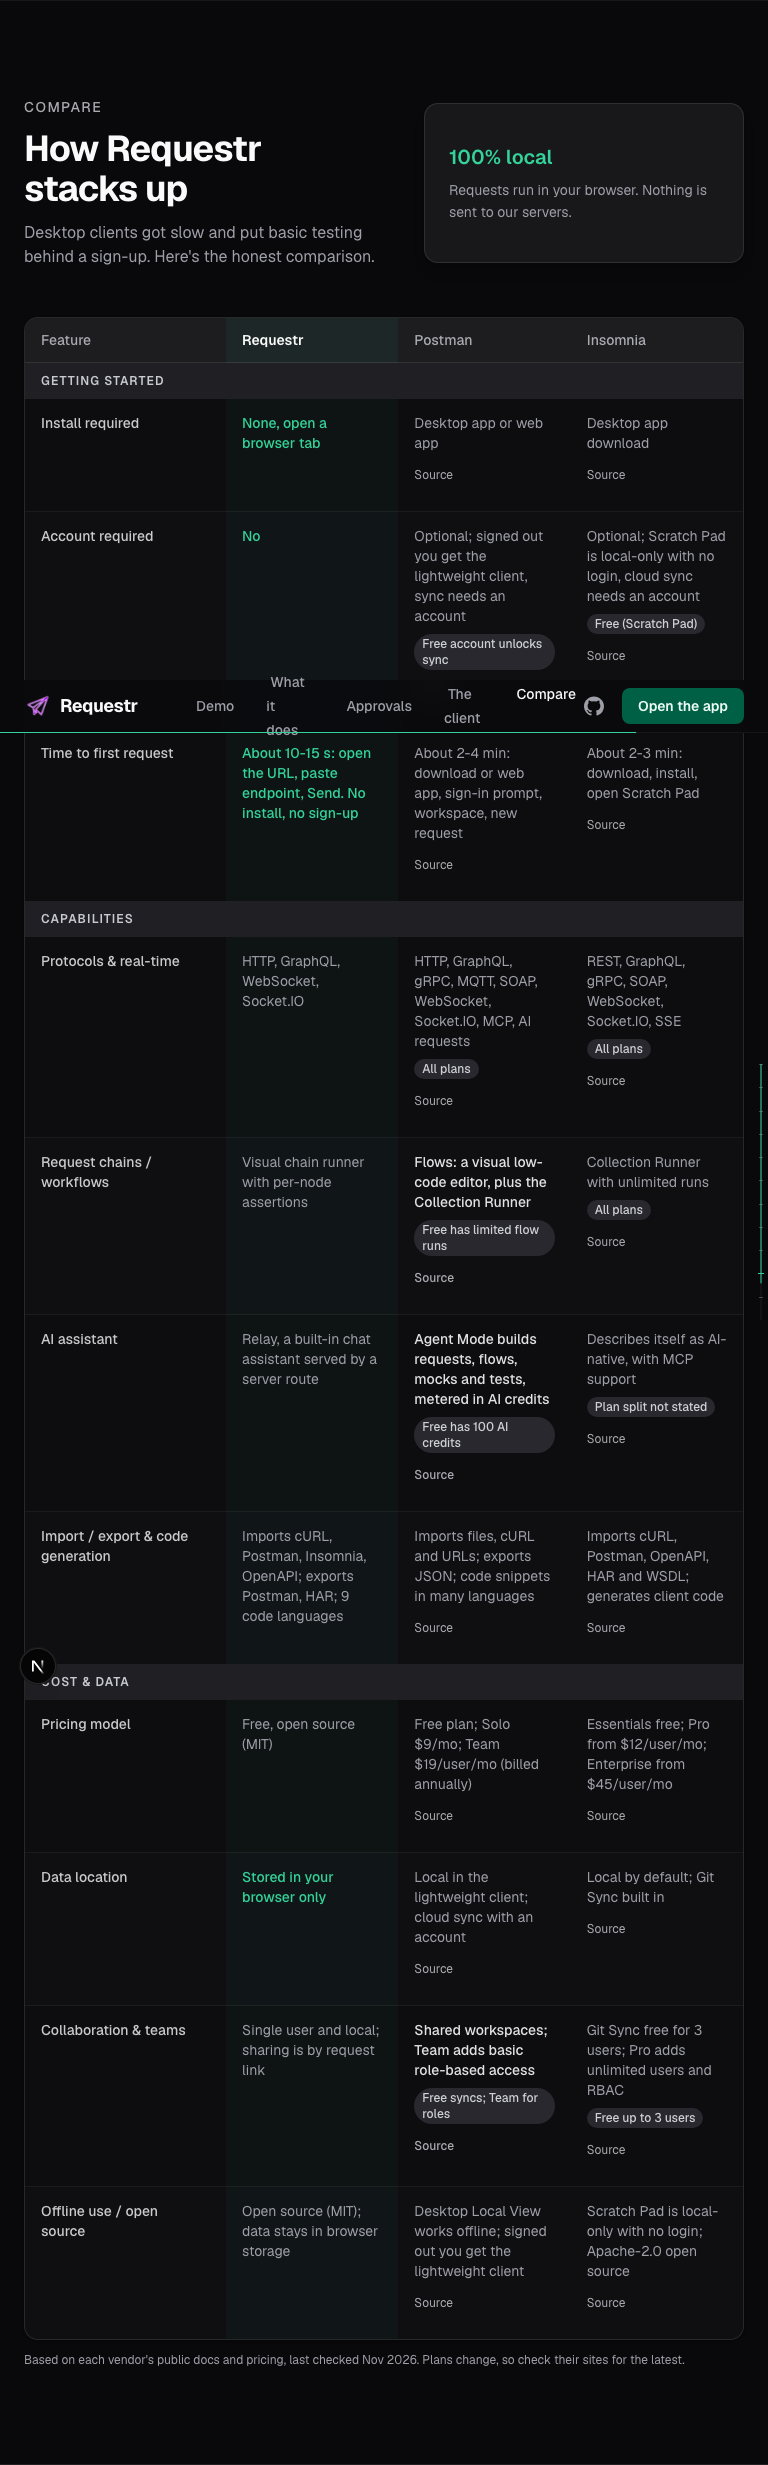 COMPARE
How Requestr
stacks up
Desktop clients got slow and put basic testing
behind a sign-up. Here's the honest comparison.
100% local
Requests run in your browser. Nothing is
sent to our servers.
Feature
Requestr
Postman
Insomnia
GETTING STARTED
Install required
None, open a
browser tab
Desktop app or web
app
Source
Desktop app
download
Source
Account required
No
Optional; signed out
you get the
lightweight client,
sync needs an
account
Free account unlocks
sync
Optional; Scratch Pad
is local-only with no
login, cloud sync
needs an account
Free (Scratch Pad)
Source
Requestr
Demo
What
it
does
Approvals
The
client
Compare
Open the app
Time to first request
About 10-15 s: open
the URL, paste
endpoint, Send. No
install, no sign-up
About 2-4 min:
download or web
app, sign-in prompt,
workspace, new
request
Source
About 2-3 min:
download, install,
open Scratch Pad
Source
CAPABILITIES
Protocols & real-time
HTTP, GraphQL,
WebSocket,
Socket.IO
HTTP, GraphQL,
gRPC, MQTT, SOAP,
WebSocket,
Socket.IO, MCP, AI
requests
All plans
Source
REST, GraphQL,
gRPC, SOAP,
WebSocket,
Socket.IO, SSE
All plans
Source
Request chains /
workflows
Visual chain runner
with per-node
assertions
Flows: a visual low-
code editor, plus the
Collection Runner
Free has limited flow
runs
Source
Collection Runner
with unlimited runs
All plans
Source
AI assistant
Relay, a built-in chat
assistant served by a
server route
Agent Mode builds
requests, flows,
mocks and tests,
metered in AI credits
Free has 100 AI
credits
Source
Describes itself as AI-
native, with MCP
support
Plan split not stated
Source
Import / export & code
generation
Imports cURL,
Postman, Insomnia,
OpenAPI; exports
Postman, HAR; 9
code languages
Imports files, cURL
and URLs; exports
JSON; code snippets
in many languages
Source
Imports cURL,
Postman, OpenAPI,
HAR and WSDL;
generates client code
Source
N
COST & DATA
Pricing model
Free, open source
(MIT)
Free plan; Solo
$9/mo; Team
$19/user/mo (billed
annually)
Source
Essentials free; Pro
from $12/user/mo;
Enterprise from
$45/user/mo
Source
Data location
Stored in your
browser only
Local in the
lightweight client;
cloud sync with an
account
Source
Local by default; Git
Sync built in
Source
Collaboration & teams
Single user and local;
sharing is by request
link
Shared workspaces;
Team adds basic
role-based access
Free syncs; Team for
roles
Source
Git Sync free for 3
users; Pro adds
unlimited users and
RBAC
Free up to 3 users
Source
Offline use / open
source
Open source (MIT);
data stays in browser
storage
Desktop Local View
works offline; signed
out you get the
lightweight client
Source
Scratch Pad is local-
only with no login;
Apache-2.0 open
source
Source
Based on each vendor's public docs and pricing, last checked Nov 2026. Plans change, so check their sites for the latest.